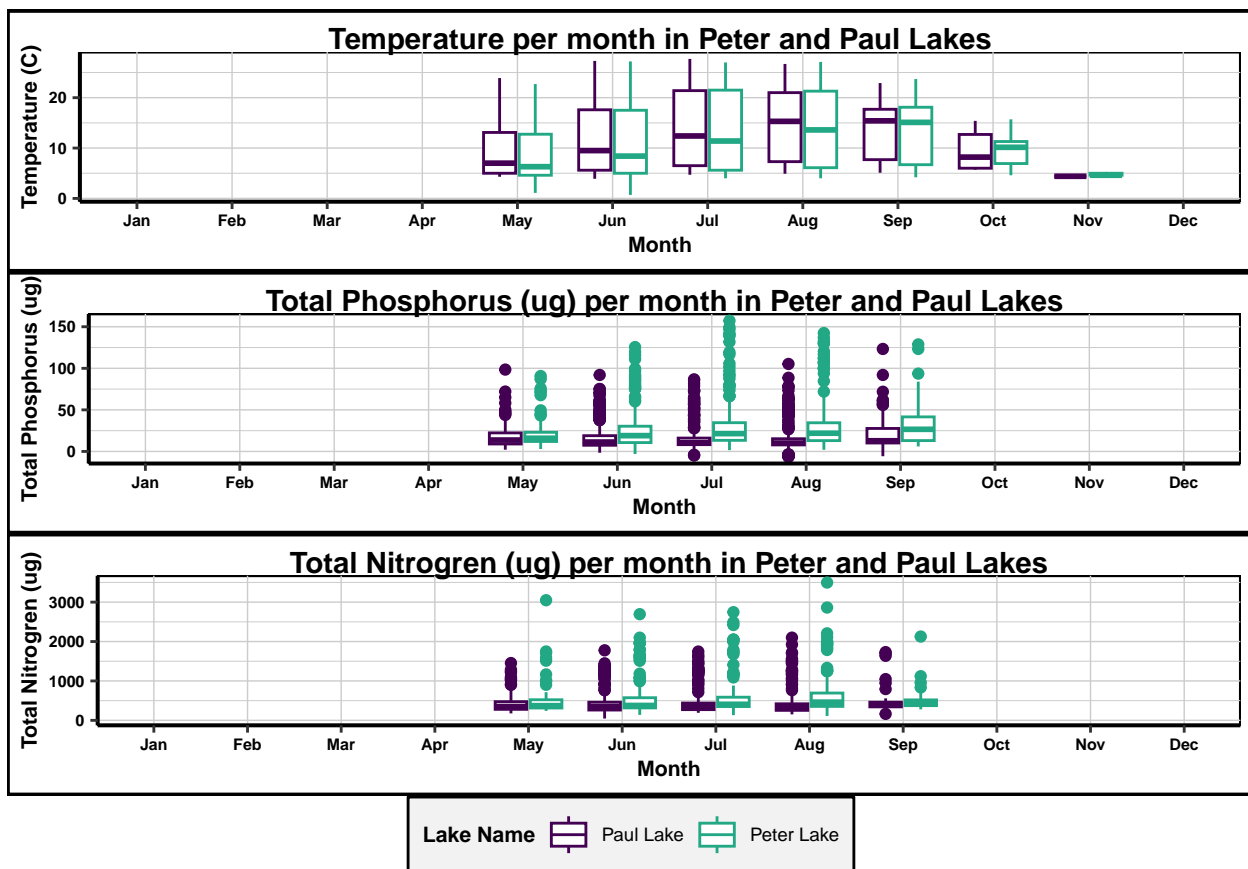 Temperature per month in Peter and Paul Lakes
Temperature (C)
20
10
0
Jan Feb Mar Apr May Jun Jul Aug Sep Oct Nov Dec
Month
Total Phosphorus (ug) per month in Peter and Paul Lakes
Total Phosphorus (ug)
150
100
50
0
Jan Feb Mar Apr May Jun Jul Aug Sep Oct Nov Dec
Month
Total Nitrogren (ug) per month in Peter and Paul Lakes
Total Nitrogren (ug)
3000
2000
1000
0
Jan Feb Mar Apr May Jun Jul Aug Sep Oct Nov Dec
Month
Lake Name Paul Lake Peter Lake